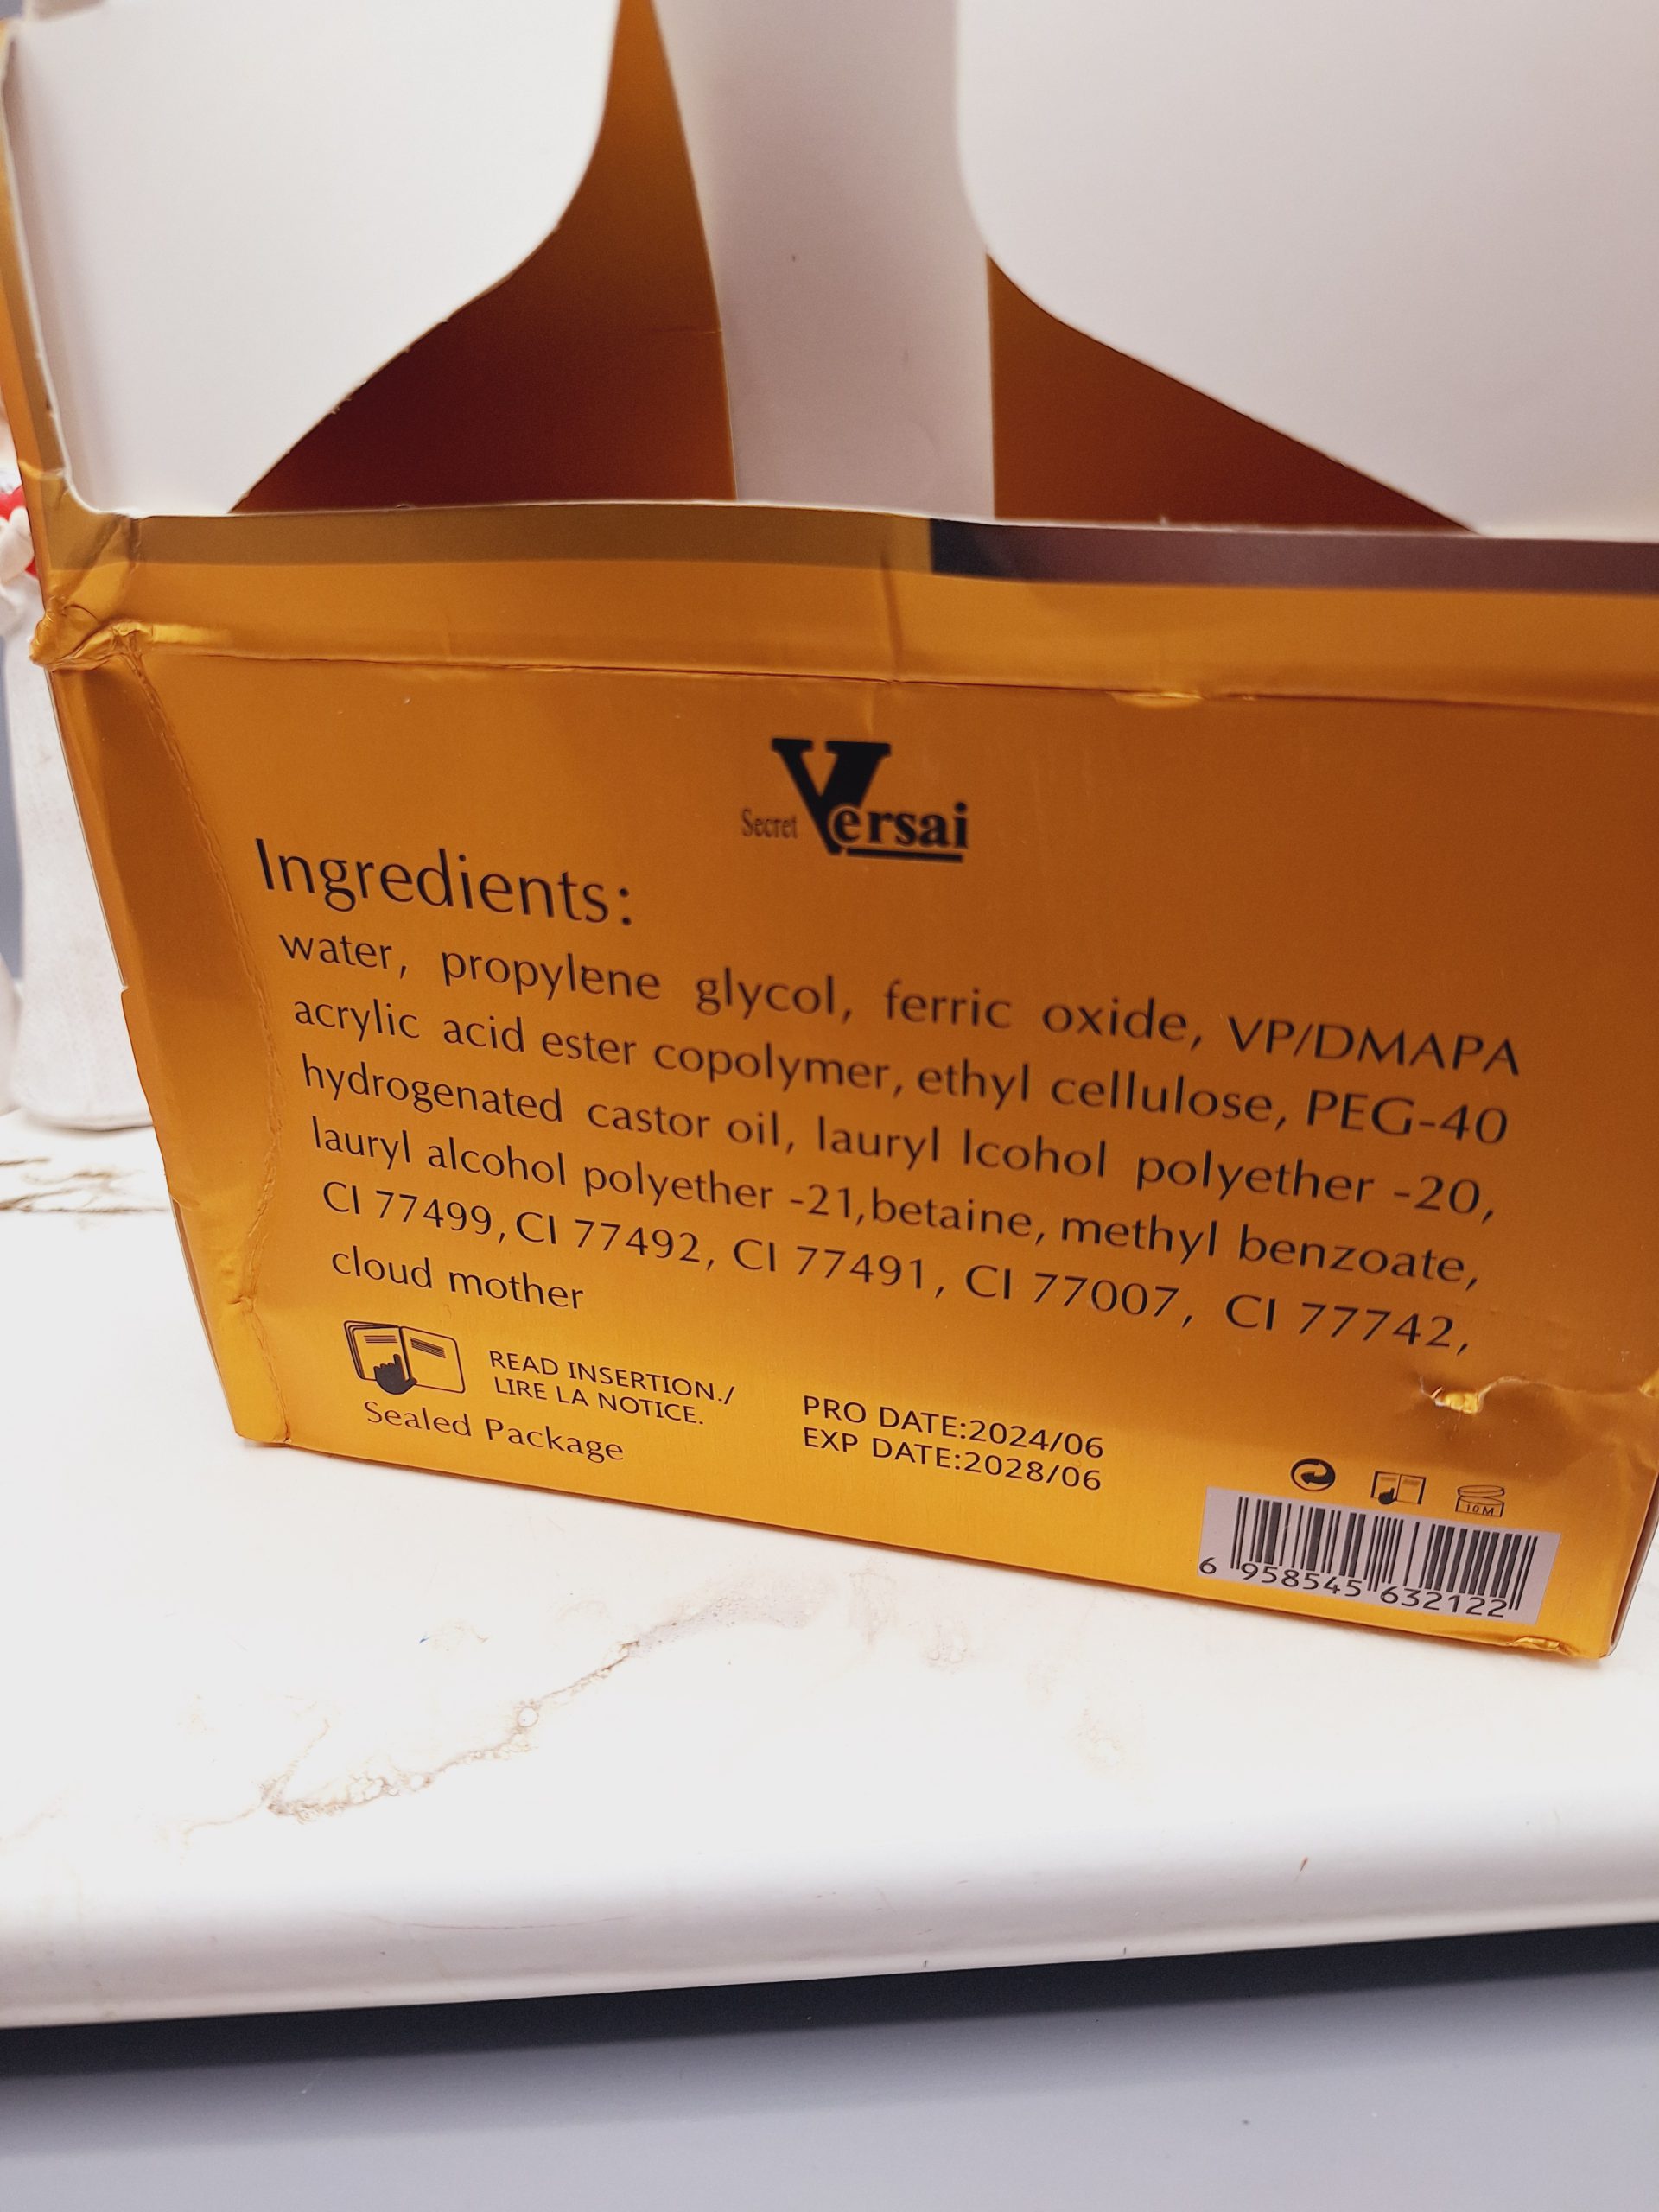 Secret Versai
Ingredients:
water, propylene glycol, ferric oxide, VP/DMAPA
acrylic acid ester copolymer, ethyl cellulose, PEG-40
hydrogenated castor oil, lauryl lcohol polyether -20,
lauryl alcohol polyether -21,betaine, methyl benzoate,
CI 77499, CI 77492, CI 77491, CI 77007, CI 77742,
cloud mother
READ INSERTION./
LIRE LA NOTICE.
Sealed Package
PRO DATE:2024/06
EXP DATE:2028/06
10M
6 958545 632122